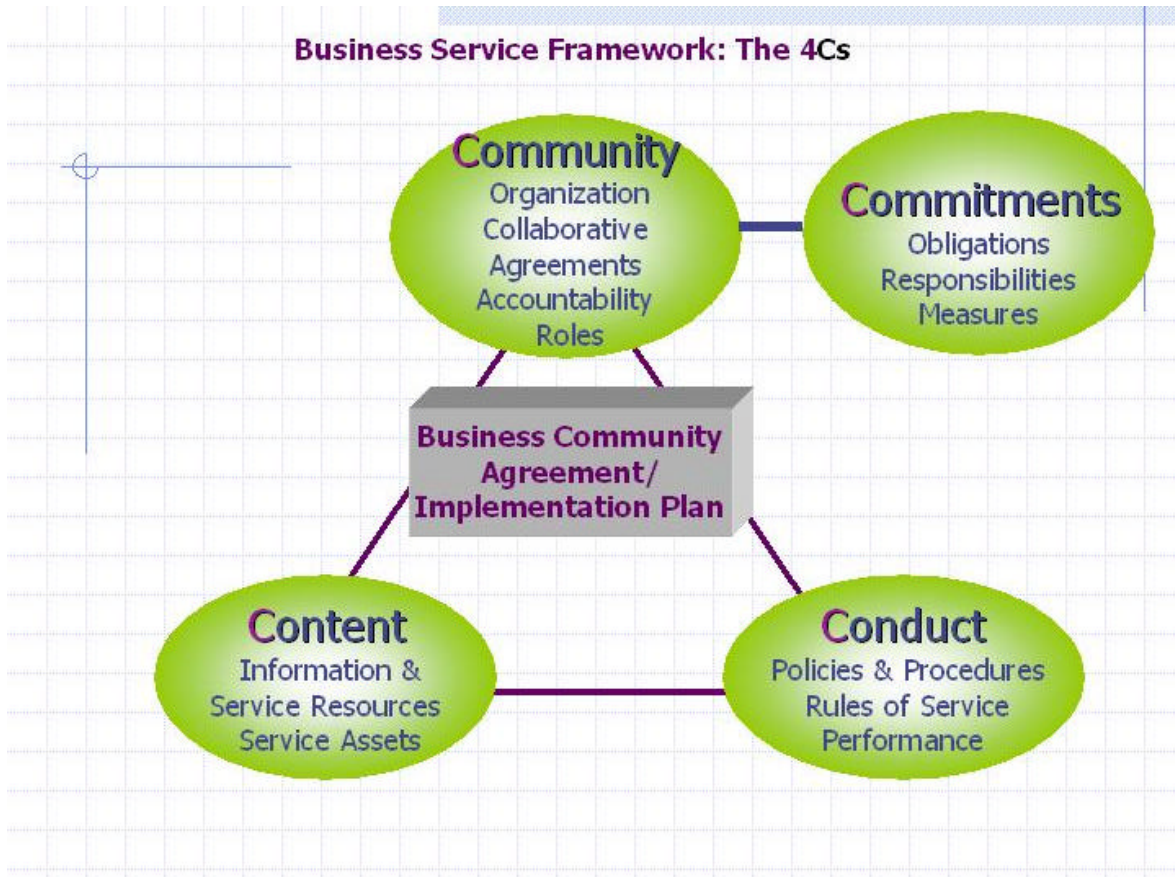 Business Service Framework: The 4Cs
Community
Organization
Collaborative
Agreements
Accountability
Roles
Commitments
Obligations
Responsibilities
Measures
Business Community
Agreement/
Implementation Plan
Content
Information &
Service Resources
Service Assets
Conduct
Policies & Procedures
Rules of Service
Performance